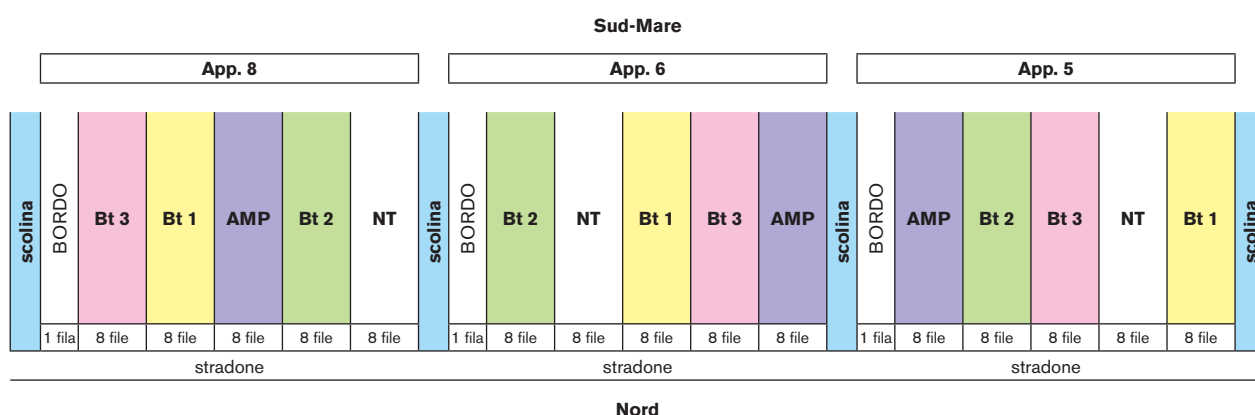 Sud-Mare
App. 8 App. 6 App. 5
scolina BORDO Bt 3 Bt 1 AMP Bt 2 NT scolina BORDO Bt 2 NT Bt 1 Bt 3 AMP scolina BORDO AMP Bt 2 Bt 3 NT Bt 1 scolina
1 fila 8 file 8 file 8 file 8 file 8 file 1 fila 8 file 8 file 8 file 8 file 8 file 1 fila 8 file 8 file 8 file 8 file 8 file
stradone stradone stradone
Nord